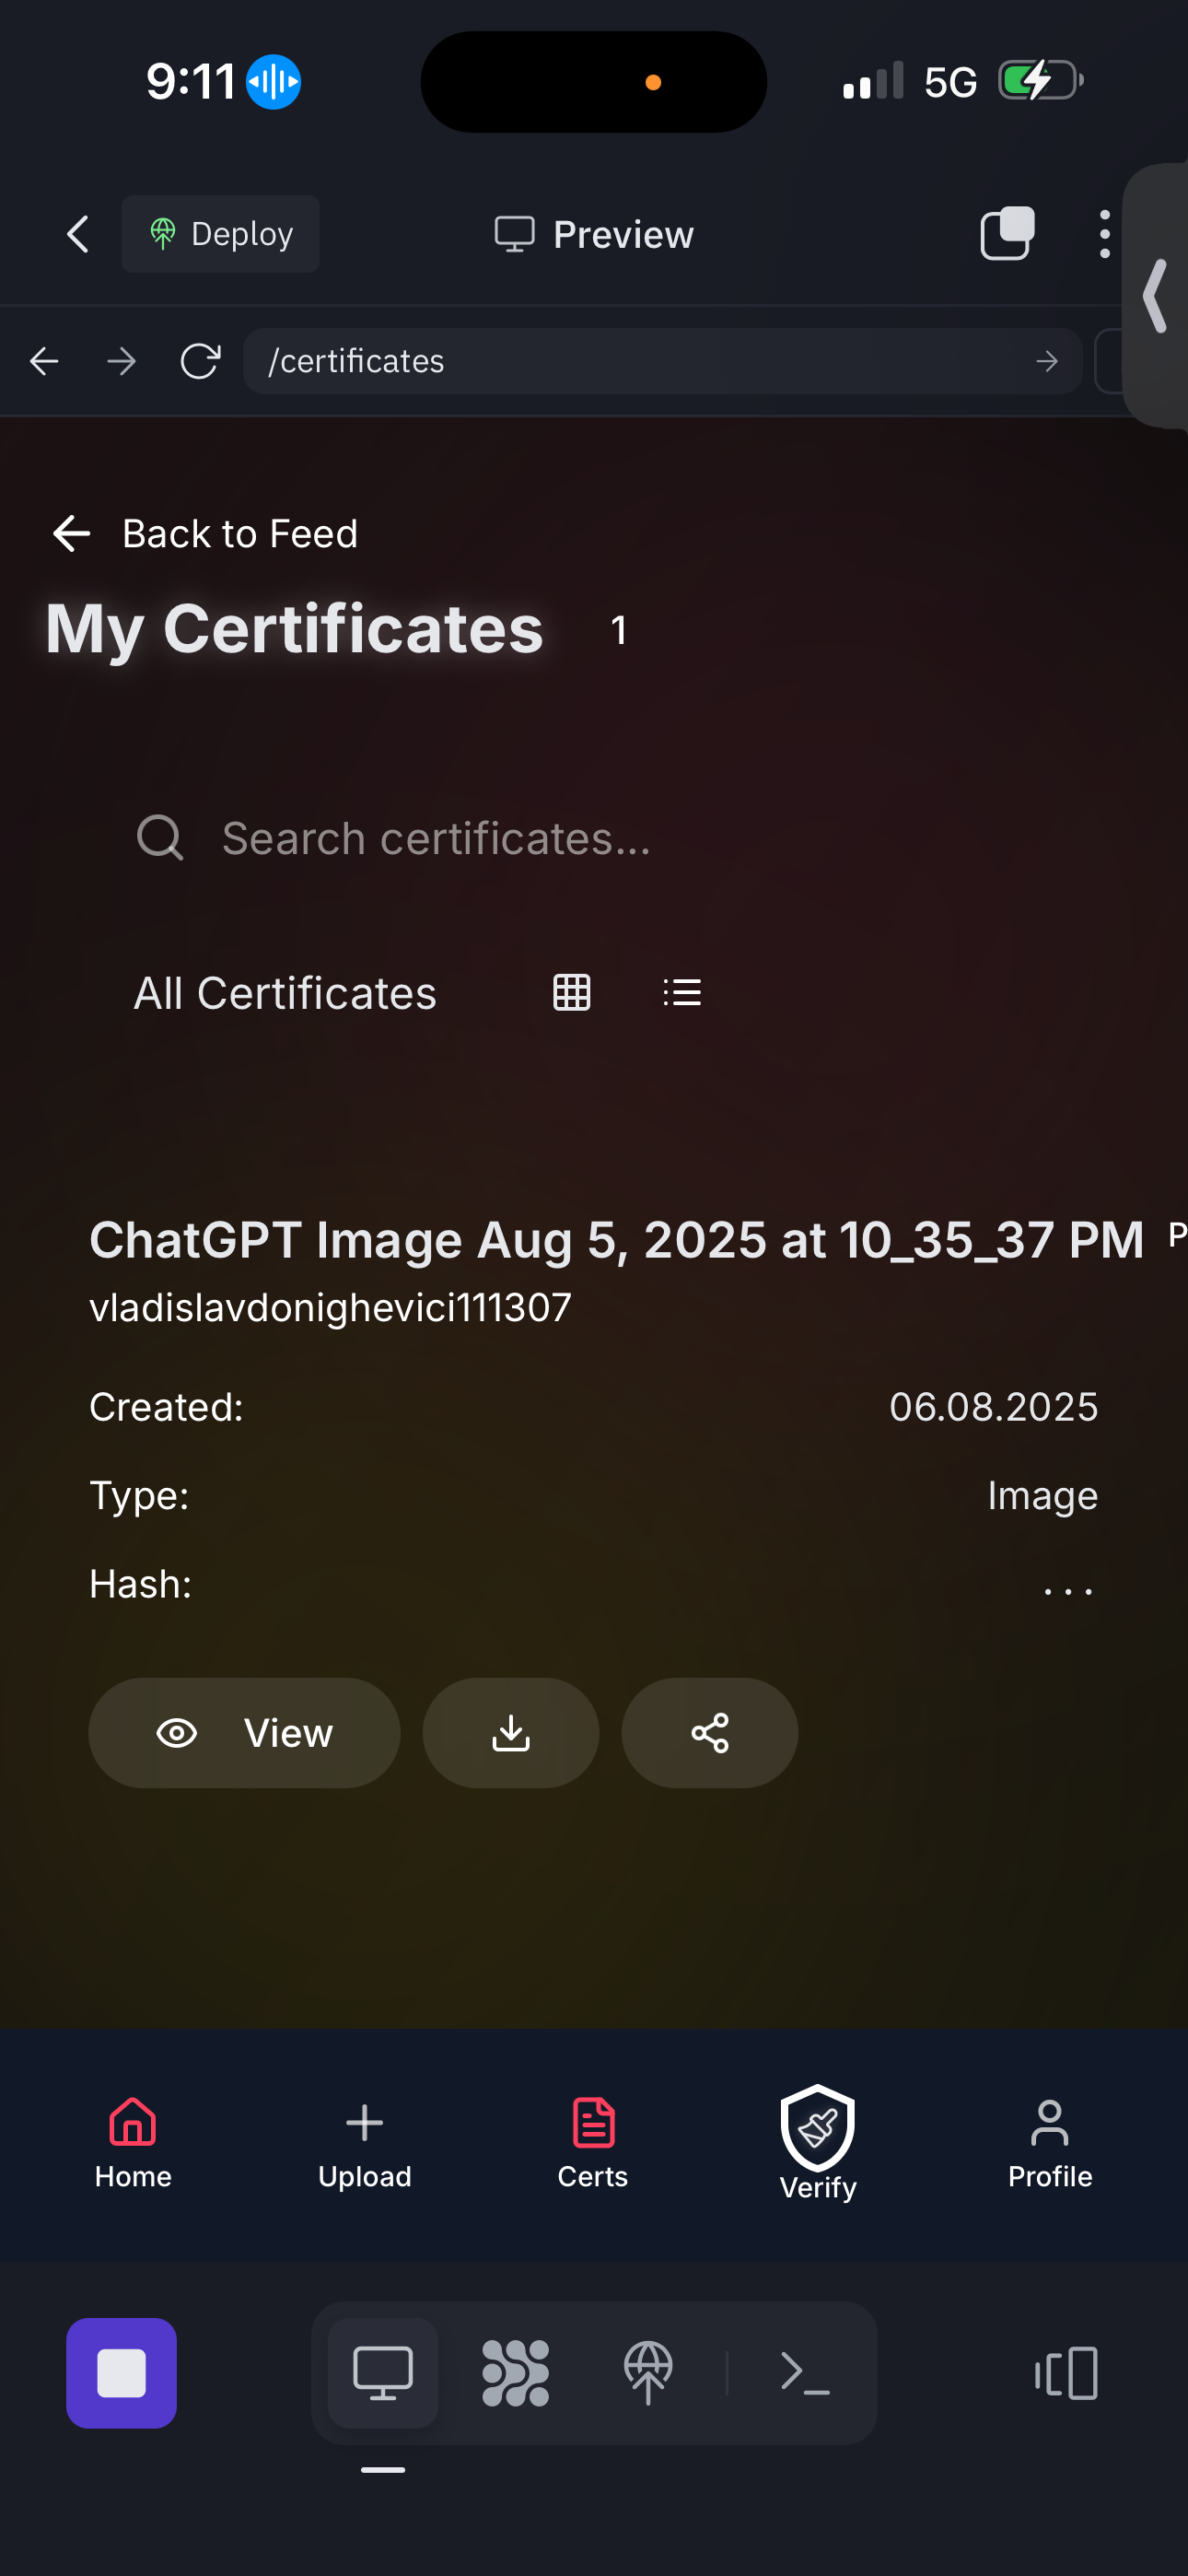 9:11
5G
Deploy
Preview
/certificates
Back to Feed
My Certificates 1
Search certificates...
All Certificates
ChatGPT Image Aug 5, 2025 at 10_35_37 PM P
vladislavdonighevici111307
Created: 06.08.2025
Type: Image
Hash: ...
View
Home Upload Certs Verify Profile